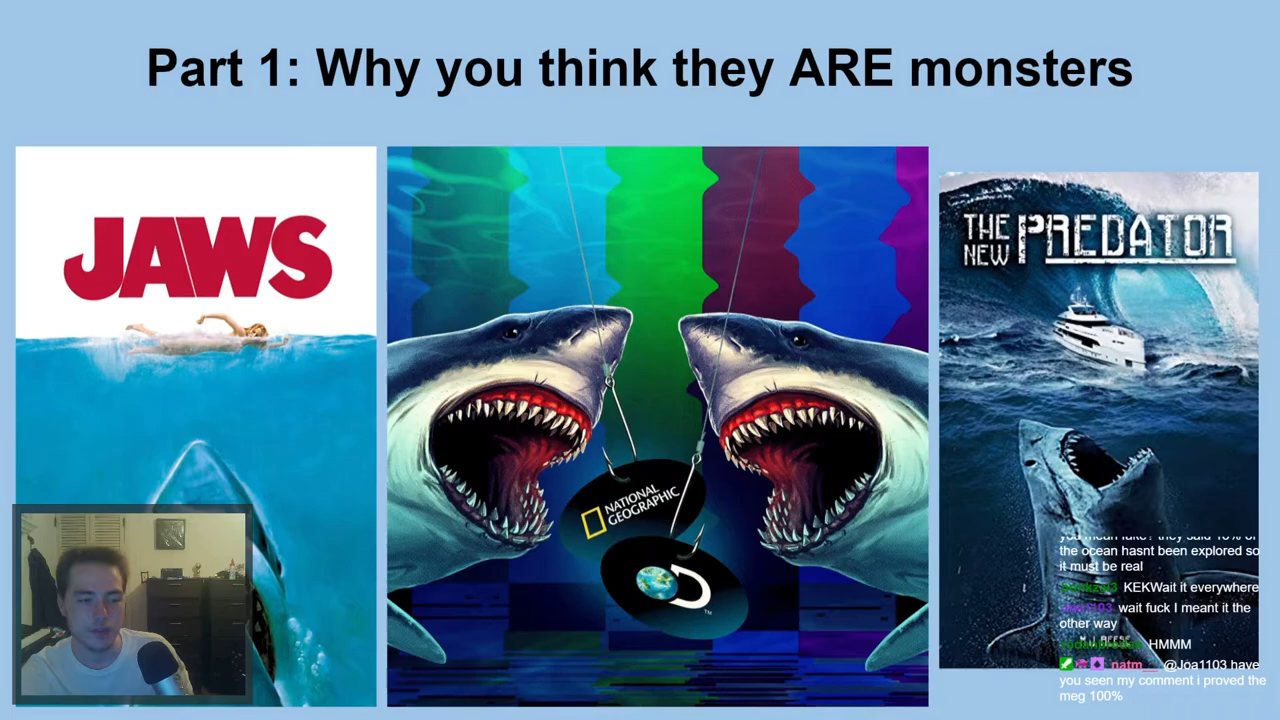 Part 1: Why you think they ARE monsters
JAWS
NATIONAL
GEOGRAPHIC
D
TM
THE
NEW
PREDATOR
the ocean hasnt been explored so
it must be real
KEKWait it everywhere
wait fuck I meant it the
other way
HMMM
natm__ @Joa1103 have
you seen my comment i proved the
meg 100%